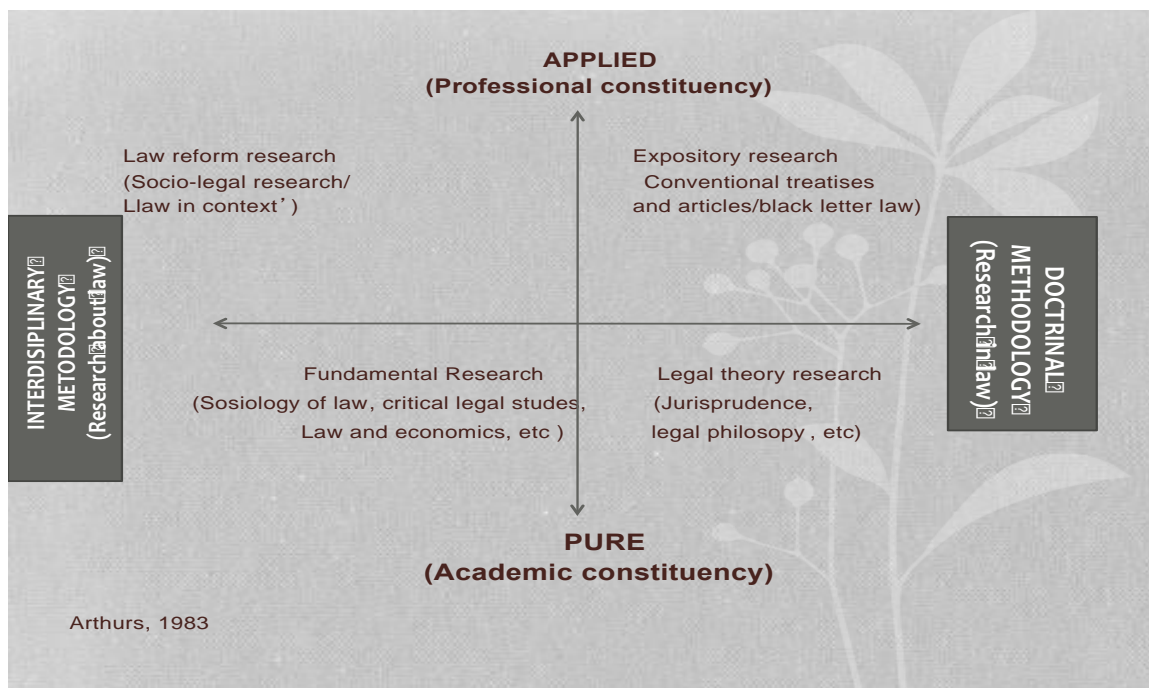 APPLIED
(Professional constituency)
Law reform research
(Socio-legal research/
Llaw in context’)
Expository research
Conventional treatises
and articles/black letter law)
INTERDISIPLINARY
METODOLOGY
(Research about law)
DOCTRINAL
METHODOLOGY
(Research in law)
Fundamental Research
(Sosiology of law, critical legal studes,
Law and economics, etc )
Legal theory research
(Jurisprudence,
legal philosopy , etc)
PURE
(Academic constituency)
Arthurs, 1983